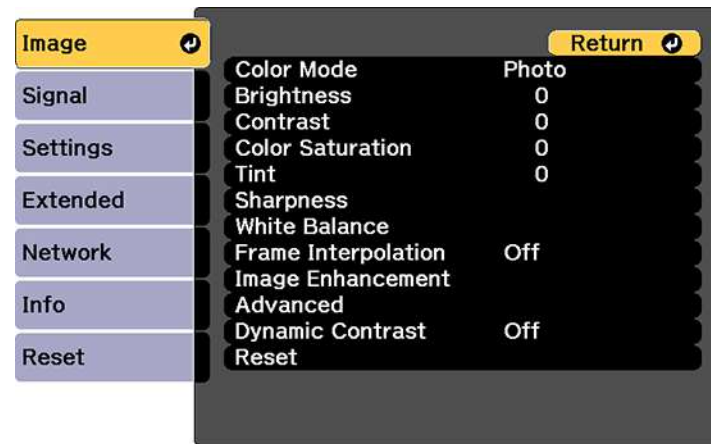 Image
Signal
Settings
Extended
Network
Info
Reset
Return
Color Mode Photo
Brightness 0
Contrast 0
Color Saturation 0
Tint 0
Sharpness
White Balance
Frame Interpolation Off
Image Enhancement
Advanced
Dynamic Contrast Off
Reset